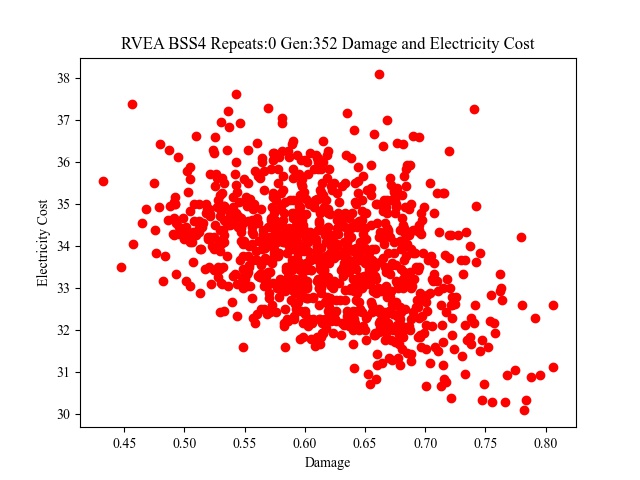 RVEA BSS4 Repeats:0 Gen:352 Damage and Electricity Cost
38
37
36
35
34
33
32
31
30
Electricity Cost
0.45 0.50 0.55 0.60 0.65 0.70 0.75 0.80
Damage